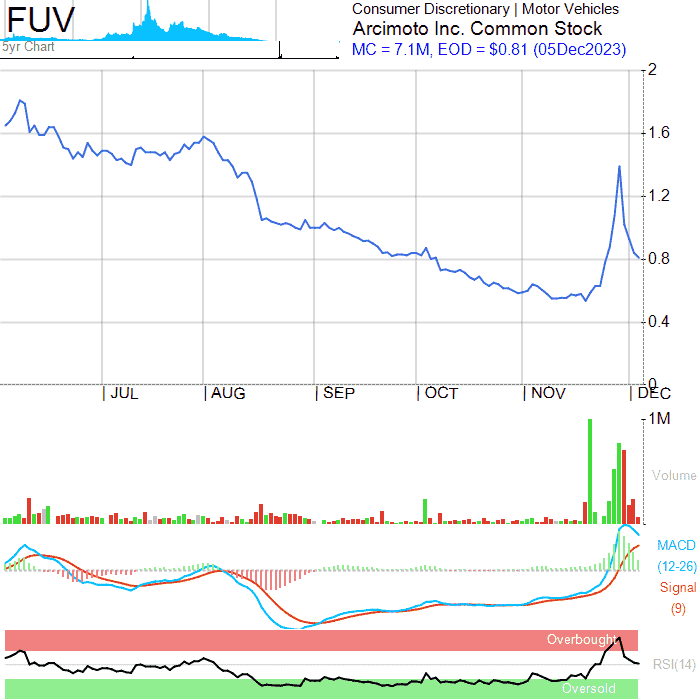 FUV
5yr Chart
Consumer Discretionary | Motor Vehicles
Arcimoto Inc. Common Stock
MC = 7.1M, EOD = $0.81 (05Dec2023)
2
1.6
1.2
0.8
0.4
0
| JUL | AUG | SEP | OCT | NOV | DEC
1M
Volume
MACD
(12-26)
Signal
(9)
Overbought
RSI(14)
Oversold